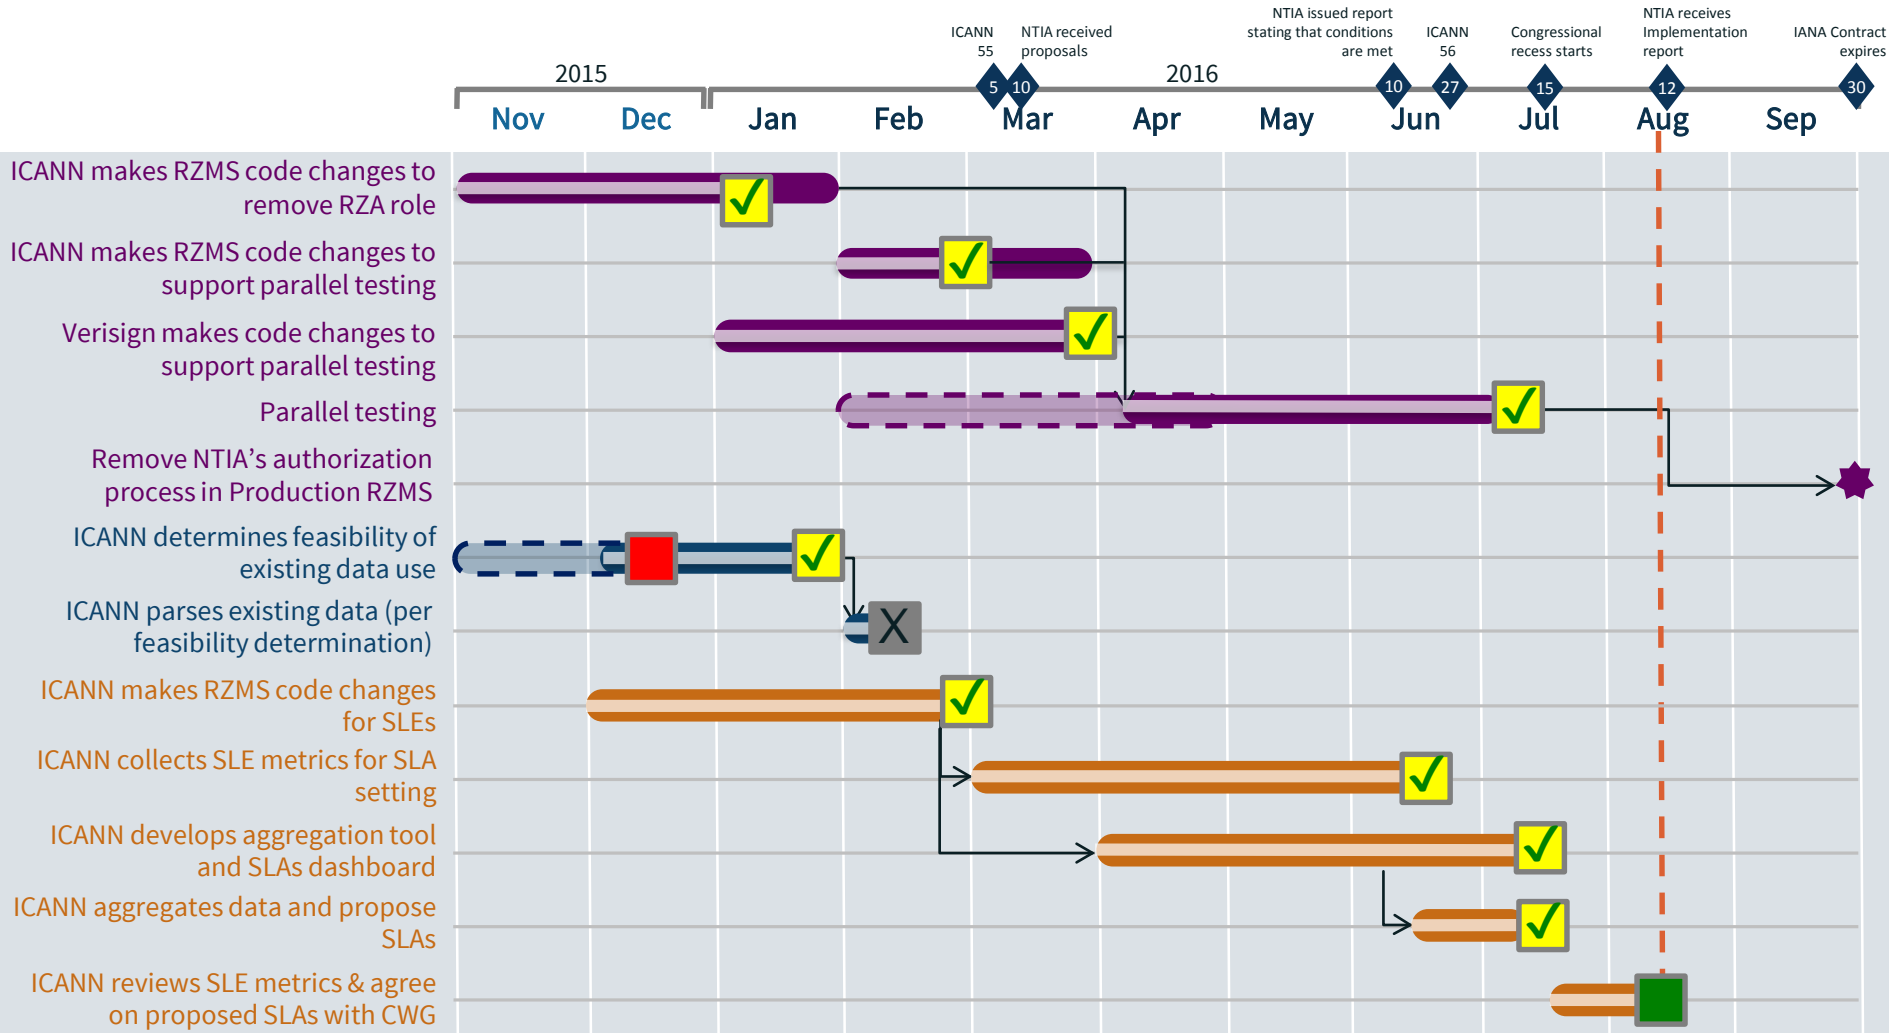 NTIA issued report
stating that conditions
are met
NTIA receives
Implementation
report
ICANN
55
NTIA received
proposals
ICANN
56
Congressional
recess starts
IANA Contract
expires
2015
2016
5
10
10
27
15
12
30
Nov
Dec
Jan
Feb
Mar
Apr
May
Jun
Jul
Aug
Sep
ICANN makes RZMS code changes to
remove RZA role
ICANN makes RZMS code changes to
support parallel testing
Verisign makes code changes to
support parallel testing
Parallel testing
Remove NTIA’s authorization
process in Production RZMS
ICANN determines feasibility of
existing data use
ICANN parses existing data (per
feasibility determination)
X
ICANN makes RZMS code changes
for SLEs
ICANN collects SLE metrics for SLA
setting
ICANN develops aggregation tool
and SLAs dashboard
ICANN aggregates data and propose
SLAs
ICANN reviews SLE metrics & agree
on proposed SLAs with CWG